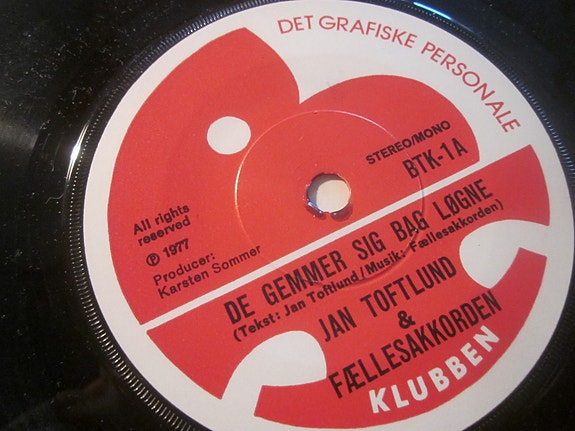 DET GRAFISKE PERSONALE
STEREO/MONO
BTK-1A
All rights
reserved
℗ 1977
Producer:
Karsten Sommer
DE GEMMER SIG BAG LØGNE
(Tekst: Jan Toftlund/Musik: Fællesakkorden)
JAN TOFTLUND
&
FÆLLESAKKORDEN
KLUBBEN